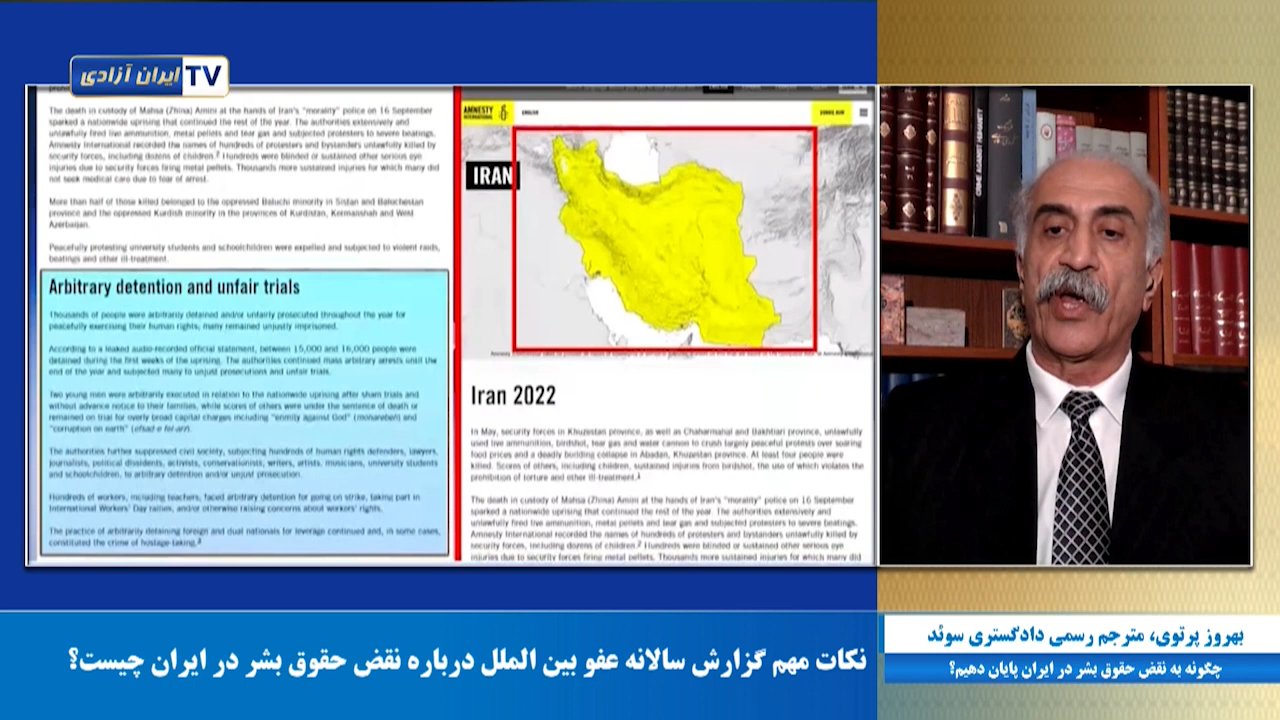 TV ایران آزادی
The death in custody of Mahsa (Zhina) Amini at the hands of Iran's "morality" police on 16 September
sparked a nationwide uprising that continued the rest of the year. The authorities extensively and
unlawfully fired live ammunition, metal pellets and tear gas and subjected protesters to severe beatings.
Amnesty International recorded the names of hundreds of protesters and bystanders unlawfully killed by
security forces, including dozens of children.² Hundreds were blinded or sustained other serious eye
injuries due to security forces firing metal pellets. Thousands more sustained injuries for which many did
not seek medical care due to fear of arrest.
More than half of those killed belonged to the oppressed Baluchi minority in Sistan and Baluchestan
province and the oppressed Kurdish minority in the provinces of Kurdistan, Kermanshah and West
Azerbaijan.
Peacefully protesting university students and schoolchildren were expelled and subjected to violent raids,
beatings and other ill-treatment.
Arbitrary detention and unfair trials
Thousands of people were arbitrarily detained and/or unfairly prosecuted throughout the year for
peacefully exercising their human rights; many remained unjustly imprisoned.
According to a leaked audio-recorded official statement, between 15,000 and 16,000 people were
detained during the first weeks of the uprising. The authorities continued mass arbitrary arrests until the
end of the year and subjected many to unjust prosecutions and unfair trials.
Two young men were arbitrarily executed in relation to the nationwide uprising after sham trials and
without advance notice to their families, while scores of others were under the sentence of death or
remained on trial for overly broad capital charges including "enmity against God" (moharebeh) and
"corruption on earth" (efsad-e fel-arz).
The authorities further suppressed civil society, subjecting hundreds of human rights defenders, lawyers,
journalists, political dissidents, activists, conservationists, writers, artists, musicians, university students
and schoolchildren, to arbitrary detention and/or unjust prosecution.
Hundreds of workers, including teachers, faced arbitrary detention for going on strike, taking part in
International Workers' Day rallies, and/or otherwise raising concerns about workers' rights.
The practice of arbitrarily detaining foreign and dual nationals for leverage continued and, in some cases,
constituted the crime of hostage-taking.³
AMNESTY
INTERNATIONAL
ENGLISH
IRAN
Iran 2022
In May, security forces in Khuzestan province, as well as Chaharmahal and Bakhtiari province, unlawfully
used live ammunition, birdshot, tear gas and water cannon to crush largely peaceful protests over soaring
food prices and a deadly building collapse in Abadan, Khuzestan province. At least four people were
killed. Scores of others, including children, sustained injuries from birdshot, the use of which violates the
prohibition of torture and other ill-treatment.¹
The death in custody of Mahsa (Zhina) Amini at the hands of Iran's "morality" police on 16 September
sparked a nationwide uprising that continued the rest of the year. The authorities extensively and
unlawfully fired live ammunition, metal pellets and tear gas and subjected protesters to severe beatings.
Amnesty International recorded the names of hundreds of protesters and bystanders unlawfully killed by
security forces, including dozens of children.² Hundreds were blinded or sustained other serious eye
injuries due to security forces firing metal pellets. Thousands more sustained injuries for which many did
بهروز پرتوی، مترجم رسمی دادگستری سوئد
چگونه به نقض حقوق بشر در ایران پایان دهیم؟
نکات مهم گزارش سالانه عفو بین الملل درباره نقض حقوق بشر در ایران چیست؟